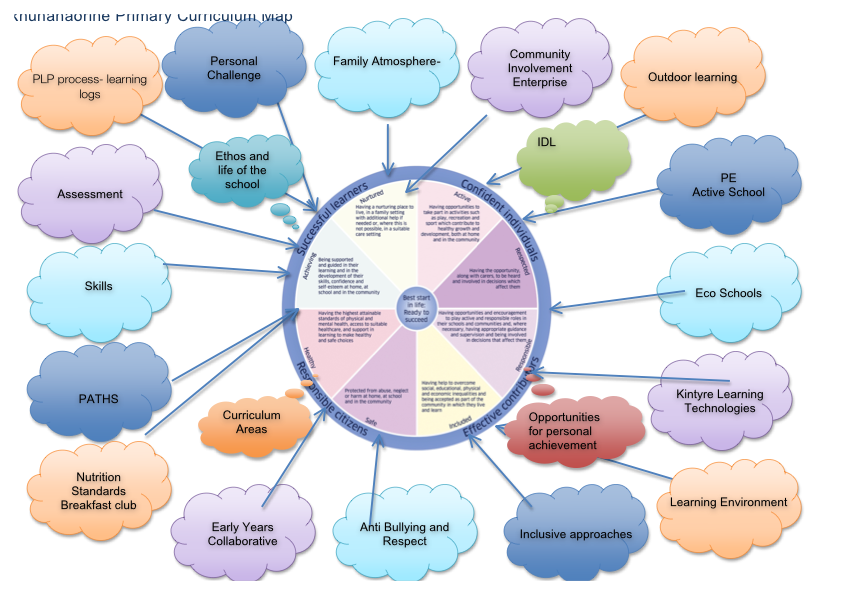 Primary Curriculum Map
PLP process- learning
logs
Personal
Challenge
Family Atmosphere-
Community
Involvement
Enterprise
Outdoor learning
Ethos and
life of the
school
IDL
Assessment
PE
Active School
Skills
Eco Schools
PATHS
Kintyre Learning
Technologies
Curriculum
Areas
Opportunities
for personal
achievement
Nutrition
Standards
Breakfast club
Learning Environment
Early Years
Collaborative
Anti Bullying and
Respect
Inclusive approaches
Successful learners
Confident individuals
Responsible citizens
Effective contributors
Nurtured
Having a nurturing place to
live, in a family setting
with additional help if
needed or, where this is
not possible, in a suitable
care setting
Active
Having opportunities to
take part in activities such
as play, recreation and
sport which contribute to
healthy growth and
development, both at home
and in the community
Respected
Having the opportunity,
along with carers, to be heard
and involved in decisions which
affect them
Responsible
Having opportunities and encouragement
to play active and responsible roles in
their schools and communities and, where
necessary, having appropriate guidance
and supervision and being involved
in decisions that affect them
Included
Having help to overcome
social, educational, physical
and economic inequalities and
being accepted as part of the
community in which they live
and learn
Safe
Protected from abuse, neglect
or harm at home, at school
and in the community
Healthy
Having the highest attainable
standards of physical and
mental health, access to suitable
healthcare, and support in
learning to make healthy
and safe choices
Achieving
Being supported
and guided in their
learning and in the
development of their
skills, confidence and
self-esteem at home, at
school and in the community
Best start
in life:
Ready to
succeed